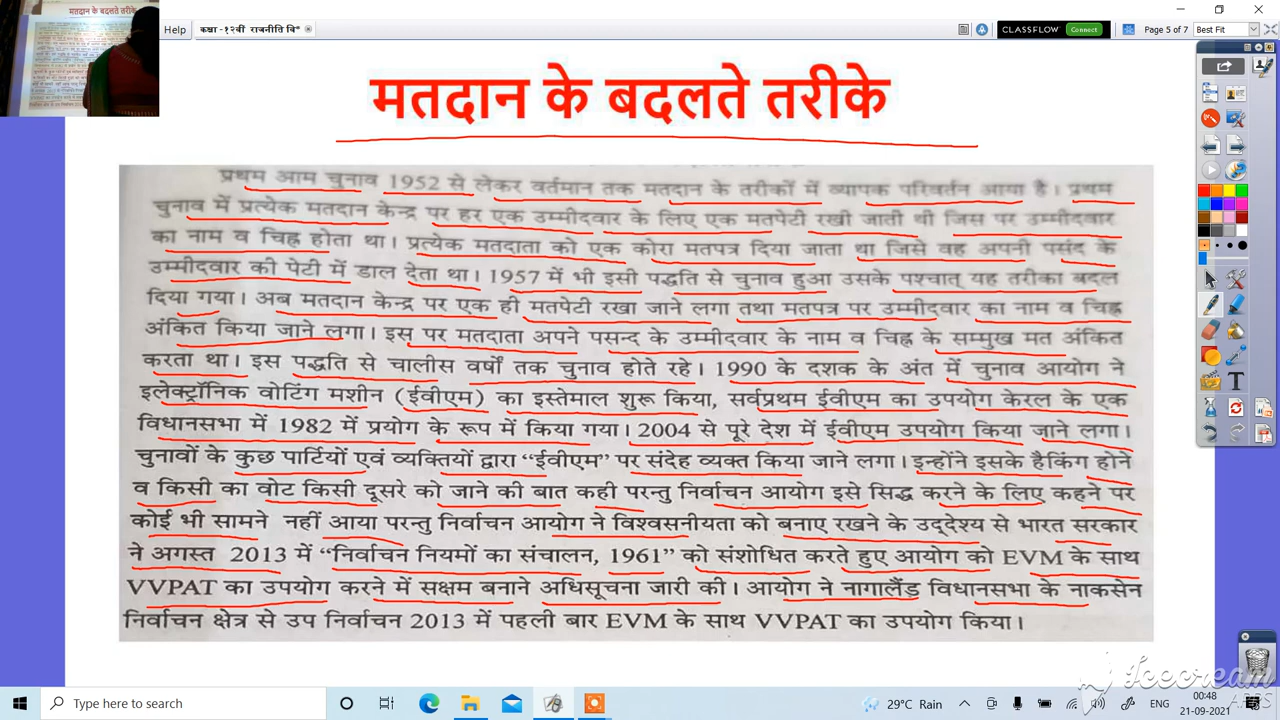 मतदान के बदलते तरीके
Help
कक्षा-१२वीं राजनीति वि*
CLASSFLOW
Connect
Page 5 of 7
Best Fit
मतदान के बदलते तरीके
प्रथम आम चुनाव 1952 से लेकर वर्तमान तक मतदान के तरीकों में व्यापक परिवर्तन आया है। प्रथम
चुनाव में प्रत्येक मतदान केन्द्र पर हर एक उम्मीदवार के लिए एक मतपेटी रखी जाती थी जिस पर उम्मीदवार
का नाम व चिह्न होता था। प्रत्येक मतदाता को एक कोरा मतपत्र दिया जाता था जिसे वह अपनी पसंद के
उम्मीदवार की पेटी में डाल देता था। 1957 में भी इसी पद्धति से चुनाव हुआ उसके पश्चात् यह तरीका बदल
दिया गया। अब मतदान केन्द्र पर एक ही मतपेटी रखा जाने लगा तथा मतपत्र पर उम्मीदवार का नाम व चिह्न
अंकित किया जाने लगा। इस पर मतदाता अपने पसन्द के उम्मीदवार के नाम व चिह्न के सम्मुख मत अंकित
करता था। इस पद्धति से चालीस वर्षों तक चुनाव होते रहे। 1990 के दशक के अंत में चुनाव आयोग ने
इलेक्ट्रॉनिक वोटिंग मशीन (ईवीएम) का इस्तेमाल शुरू किया, सर्वप्रथम ईवीएम का उपयोग केरल के एक
विधानसभा में 1982 में प्रयोग के रूप में किया गया। 2004 से पूरे देश में ईवीएम उपयोग किया जाने लगा।
चुनावों के कुछ पार्टियों एवं व्यक्तियों द्वारा “ईवीएम” पर संदेह व्यक्त किया जाने लगा। इन्होंने इसके हैकिंग होने
व किसी का वोट किसी दूसरे को जाने की बात कही परन्तु निर्वाचन आयोग इसे सिद्ध करने के लिए कहने पर
कोई भी सामने नहीं आया परन्तु निर्वाचन आयोग ने विश्वसनीयता को बनाए रखने के उद्देश्य से भारत सरकार
ने अगस्त 2013 में “निर्वाचन नियमों का संचालन, 1961” को संशोधित करते हुए आयोग को EVM के साथ
VVPAT का उपयोग करने में सक्षम बनाने अधिसूचना जारी की। आयोग ने नागालैंड विधानसभा के नाकसेन
निर्वाचन क्षेत्र से उप निर्वाचन 2013 में पहली बार EVM के साथ VVPAT का उपयोग किया।
Icecream
APPS
Type here to search
29°C Rain
ENG
00:48
21-09-2021